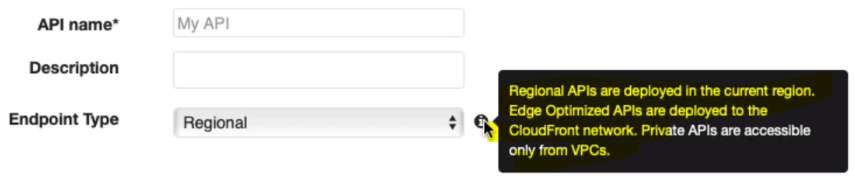 API name*
My API
Description
Endpoint Type
Regional
Regional APIs are deployed in the current region.
Edge Optimized APIs are deployed to the
CloudFront network. Private APIs are accessible
only from VPCs.